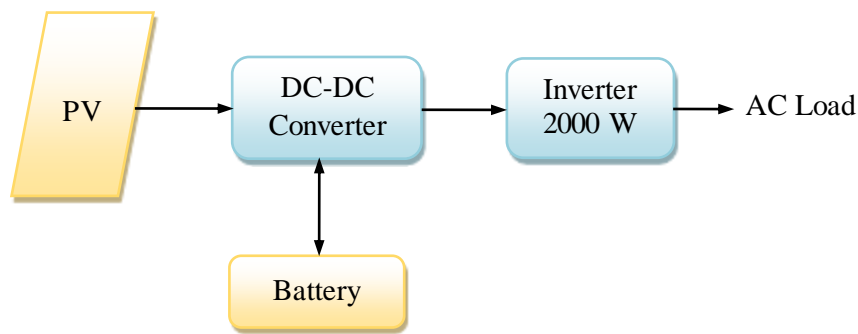 PV
DC-DC
Converter
Inverter
2000 W
AC Load
Battery